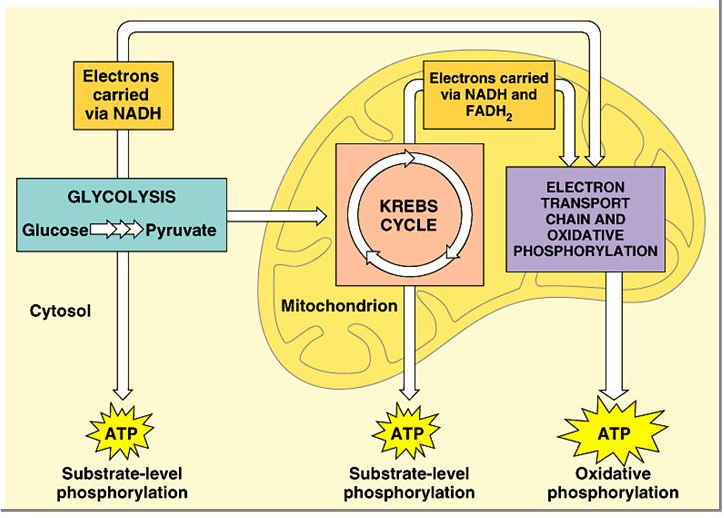 Electrons
carried
via NADH
Electrons carried
via NADH and
FADH2
GLYCOLYSIS
Glucose Pyruvate
KREBS
CYCLE
ELECTRON
TRANSPORT
CHAIN AND
OXIDATIVE
PHOSPHORYLATION
Cytosol
Mitochondrion
ATP
ATP
ATP
Substrate-level
phosphorylation
Substrate-level
phosphorylation
Oxidative
phosphorylation